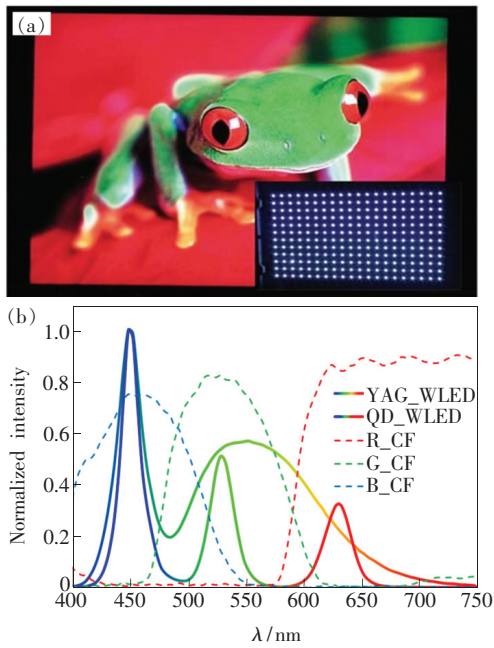 (a)
(b)
Normalized intensity
1.0
0.8
0.6
0.4
0.2
0
YAG_WLED
QD_WLED
R_CF
G_CF
B_CF
400 450 500 550 600 650 700 750
λ/nm